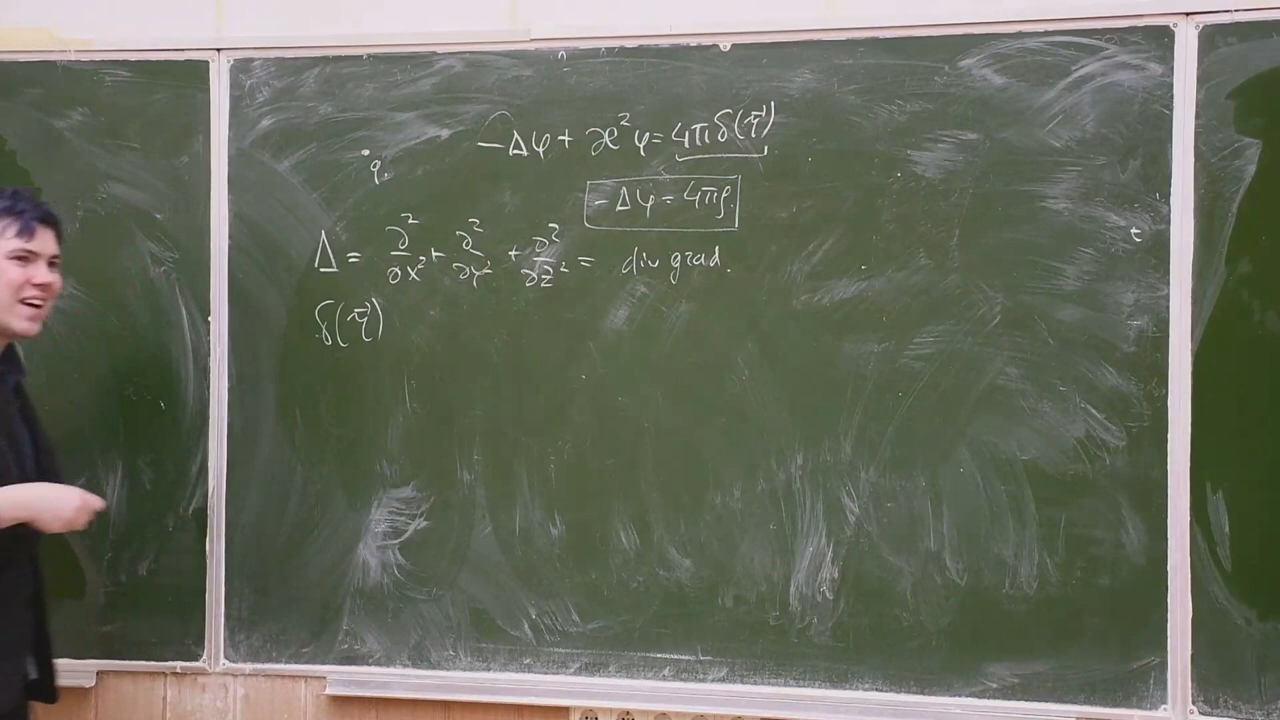 -Δφ + æ²φ = 4πδ(r⃗)
q.
-Δφ = 4πρ.
Δ = ∂²/∂x² + ∂²/∂y² + ∂²/∂z² = div grad.
δ(r⃗)
t